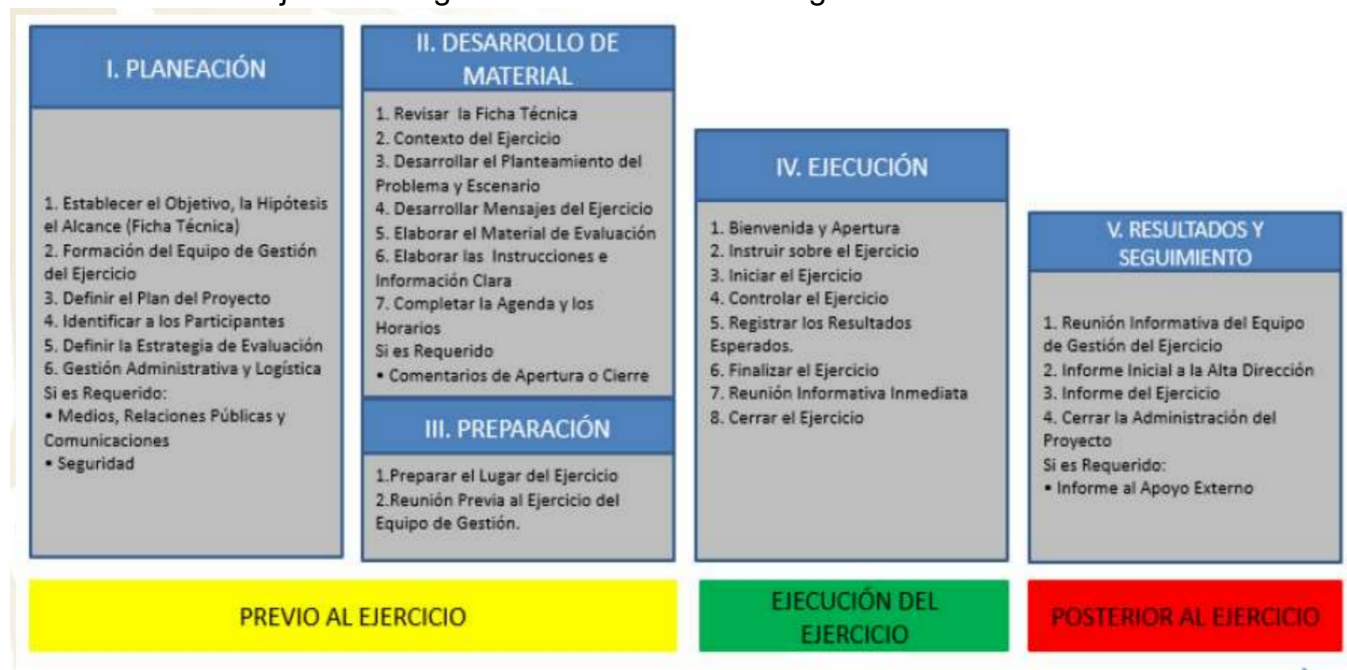 I. PLANEACIÓN
1. Establecer el Objetivo, la Hipótesis
el Alcance (Ficha Técnica)
2. Formación del Equipo de Gestión
del Ejercicio
3. Definir el Plan del Proyecto
4. Identificar a los Participantes
5. Definir la Estrategia de Evaluación
6. Gestión Administrativa y Logística
Si es Requerido:
• Medios, Relaciones Públicas y
Comunicaciones
• Seguridad
II. DESARROLLO DE
MATERIAL
1. Revisar la Ficha Técnica
2. Contexto del Ejercicio
3. Desarrollar el Planteamiento del
Problema y Escenario
4. Desarrollar Mensajes del Ejercicio
5. Elaborar el Material de Evaluación
6. Elaborar las Instrucciones e
Información Clara
7. Completar la Agenda y los
Horarios
Si es Requerido
• Comentarios de Apertura o Cierre
III. PREPARACIÓN
1.Preparar el Lugar del Ejercicio
2.Reunión Previa al Ejercicio del
Equipo de Gestión.
IV. EJECUCIÓN
1. Bienvenida y Apertura
2. Instruir sobre el Ejercicio
3. Iniciar el Ejercicio
4. Controlar el Ejercicio
5. Registrar los Resultados
Esperados.
6. Finalizar el Ejercicio
7. Reunión Informativa Inmediata
8. Cerrar el Ejercicio
V. RESULTADOS Y
SEGUIMIENTO
1. Reunión Informativa del Equipo
de Gestión del Ejercicio
2. Informe Inicial a la Alta Dirección
3. Informe del Ejercicio
4. Cerrar la Administración del
Proyecto
Si es Requerido:
• Informe al Apoyo Externo
PREVIO AL EJERCICIO
EJECUCIÓN DEL
EJERCICIO
POSTERIOR AL EJERCICIO